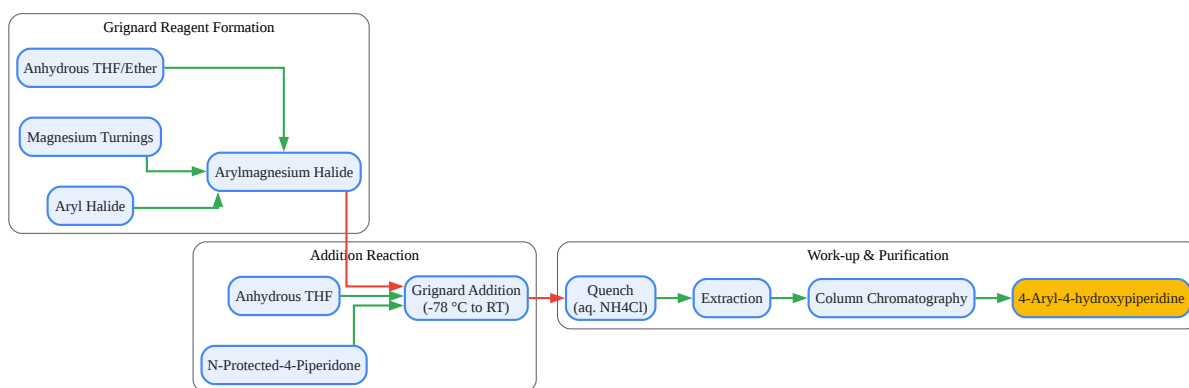 Grignard Reagent Formation
Anhydrous THF/Ether
Magnesium Turnings
Arylmagnesium Halide
Aryl Halide
Addition Reaction
Anhydrous THF
Grignard Addition
(-78 °C to RT)
N-Protected-4-Piperidone
Work-up & Purification
Quench
(aq. NH4Cl)
Extraction
Column Chromatography
4-Aryl-4-hydroxypiperidine